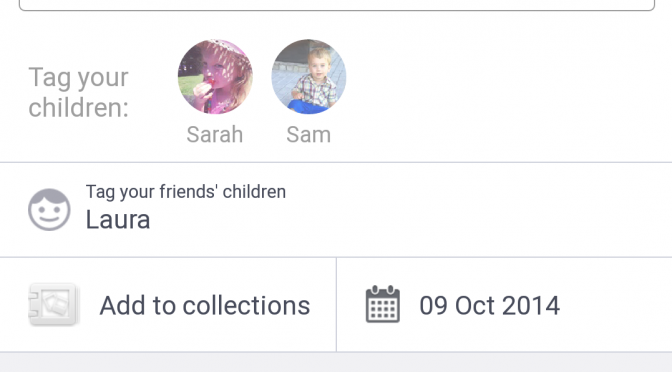 Tag your
children:
Sarah
Sam
Tag your friends' children
Laura
Add to collections
09 Oct 2014